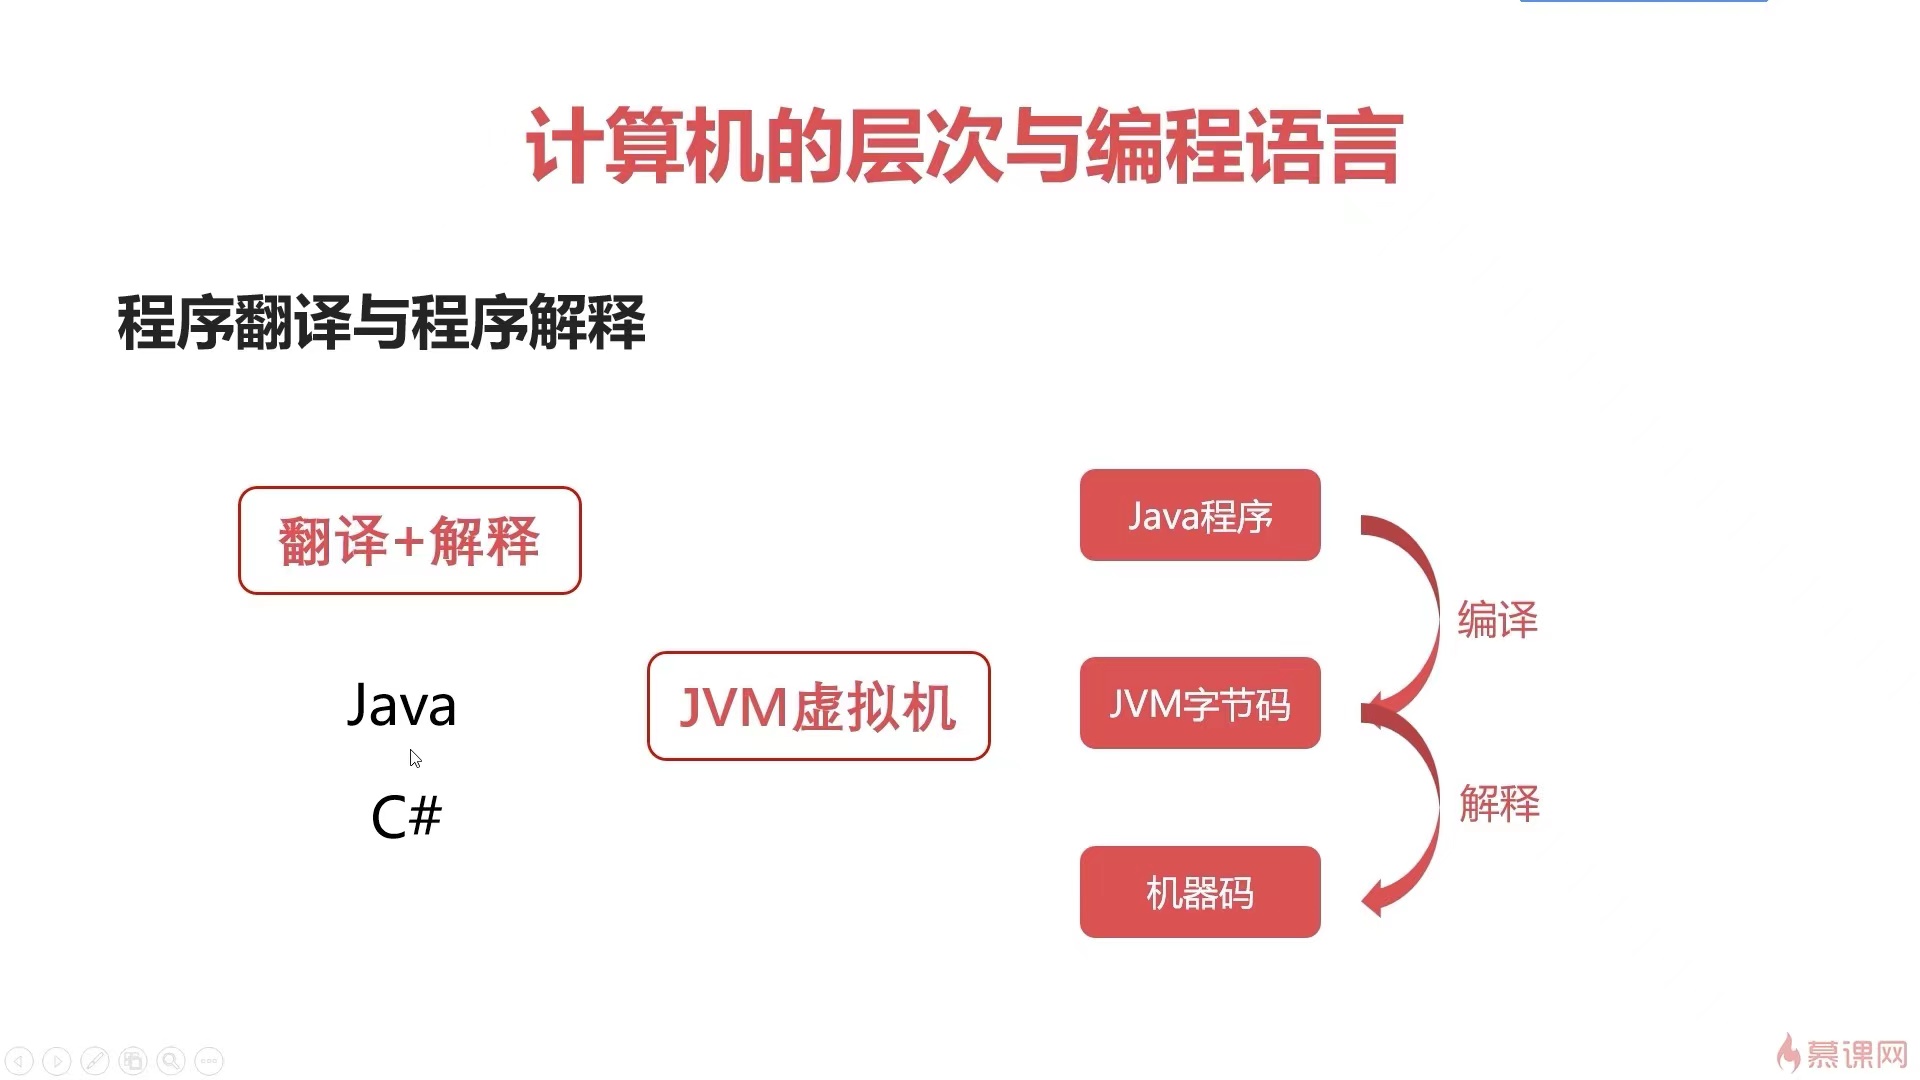 计算机的层次与编程语言
程序翻译与程序解释
翻译+解释
Java
C#
JVM虚拟机
Java程序
编译
JVM字节码
解释
机器码
慕课网